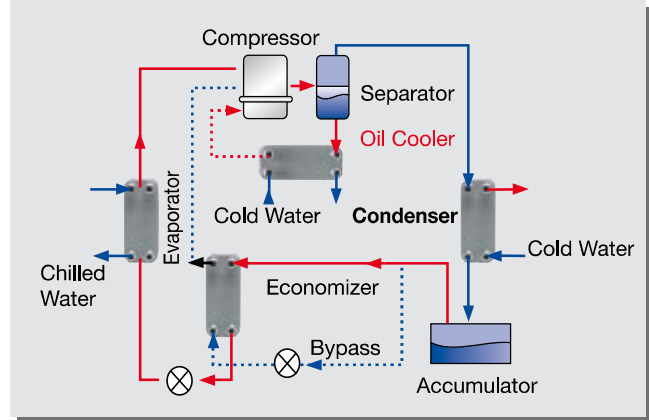 Compressor
Separator
Oil Cooler
Evaporator
Cold Water
Condenser
Cold Water
Chilled
Water
Economizer
Bypass
Accumulator